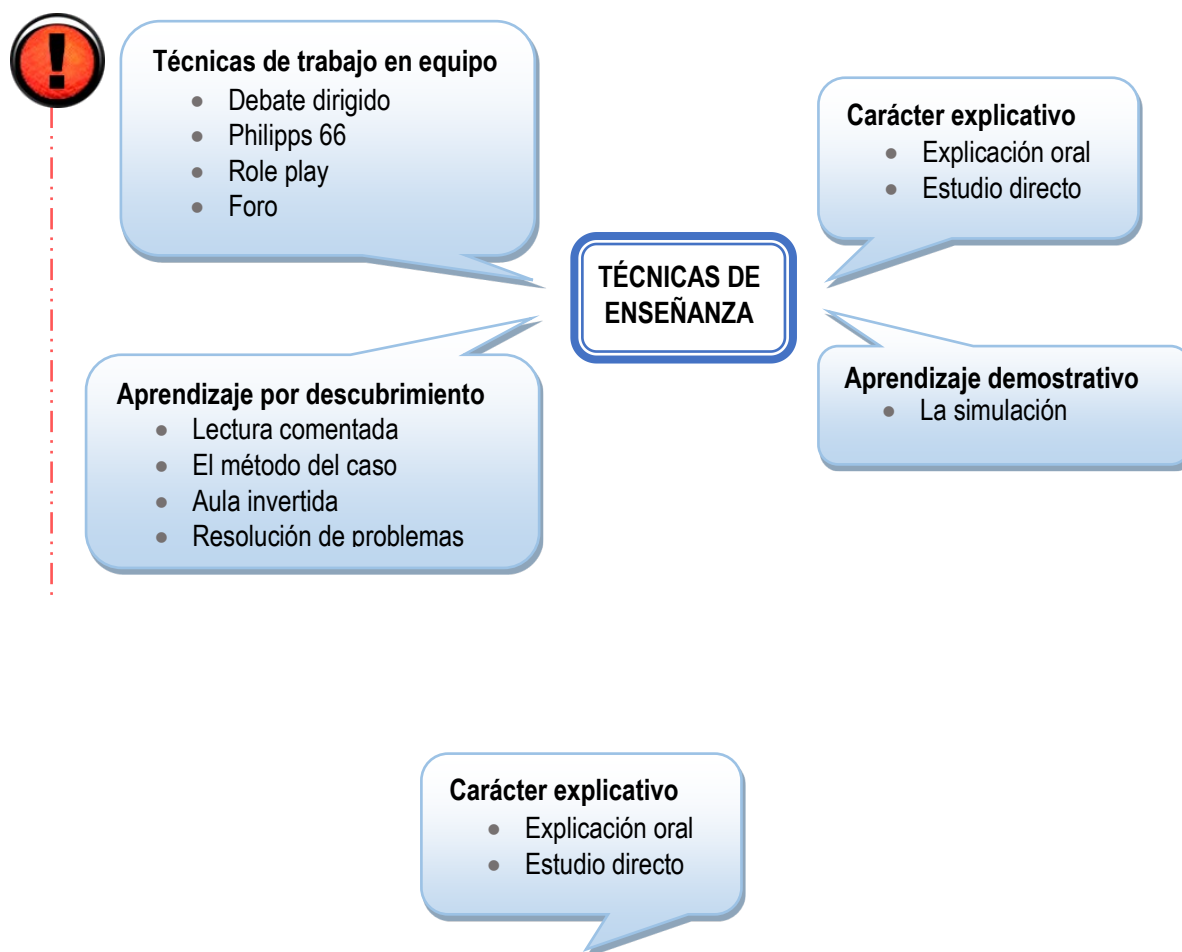 Técnicas de trabajo en equipo
Debate dirigido
Philipps 66
Role play
Foro
Carácter explicativo
Explicación oral
Estudio directo
TÉCNICAS DE
ENSEÑANZA
Aprendizaje por descubrimiento
Lectura comentada
El método del caso
Aula invertida
Resolución de problemas
Aprendizaje demostrativo
La simulación
Carácter explicativo
Explicación oral
Estudio directo